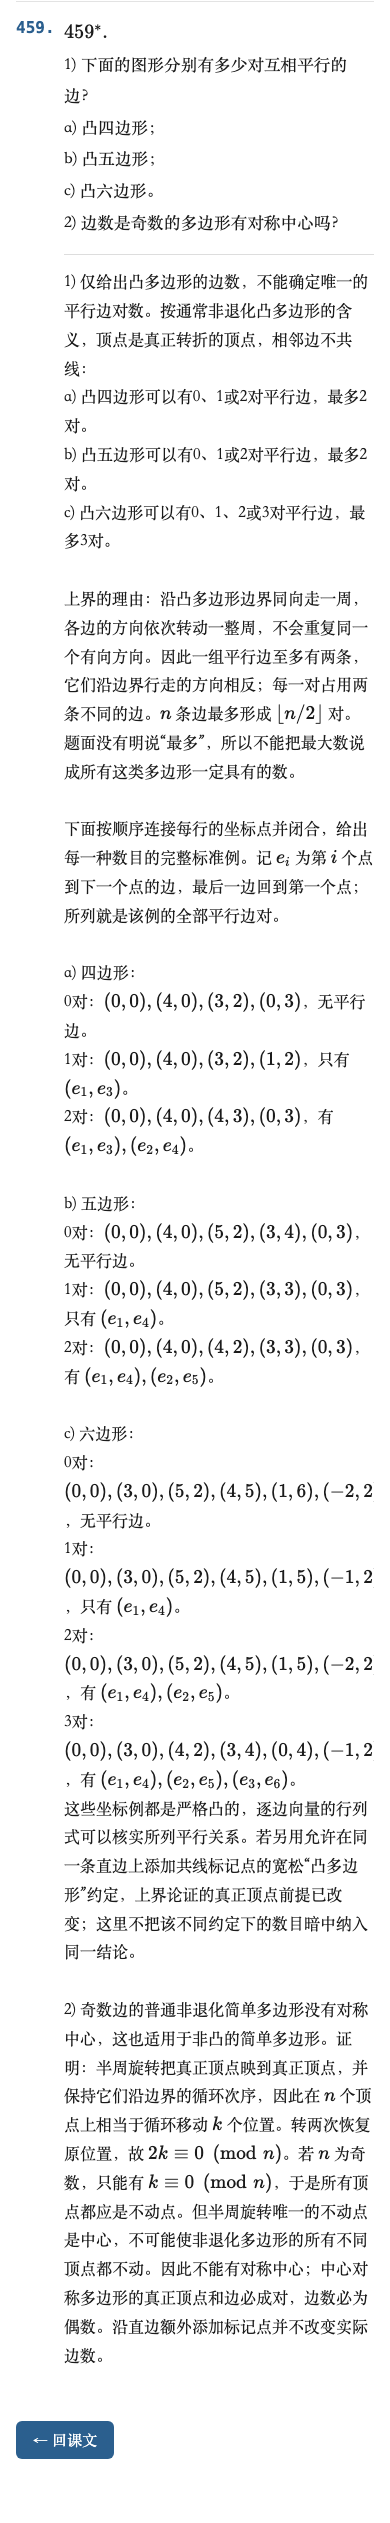 459. 459*.
1) 下面的图形分别有多少对互相平行的
边?
a) 凸四边形；
b) 凸五边形；
c) 凸六边形。
2) 边数是奇数的多边形有对称中心吗?
1) 仅给出凸多边形的边数，不能确定唯一的
平行边对数。按通常非退化凸多边形的含
义，顶点是真正转折的顶点，相邻边不共
线：
a) 凸四边形可以有0、1或2对平行边，最多2
对。
b) 凸五边形可以有0、1或2对平行边，最多2
对。
c) 凸六边形可以有0、1、2或3对平行边，最
多3对。
上界的理由：沿凸多边形边界同向走一周，
各边的方向依次转动一整周，不会重复同一
个有向方向。因此一组平行边至多有两条，
它们沿边界行走的方向相反；每一对占用两
条不同的边。n 条边最多形成 ⌊n/2⌋ 对。
题面没有明说“最多”，所以不能把最大数说
成所有这类多边形一定具有的数。
下面按顺序连接每行的坐标点并闭合，给出
每一种数目的完整标准例。记 eᵢ 为第 i 个点
到下一个点的边，最后一边回到第一个点；
所列就是该例的全部平行边对。
a) 四边形：
0对：(0,0),(4,0),(3,2),(0,3)，无平行
边。
1对：(0,0),(4,0),(3,2),(1,2)，只有
(e₁,e₃)。
2对：(0,0),(4,0),(4,3),(0,3)，有
(e₁,e₃),(e₂,e₄)。
b) 五边形：
0对：(0,0),(4,0),(5,2),(3,4),(0,3)，
无平行边。
1对：(0,0),(4,0),(5,2),(3,3),(0,3)，
只有 (e₁,e₄)。
2对：(0,0),(4,0),(4,2),(3,3),(0,3)，
有 (e₁,e₄),(e₂,e₅)。
c) 六边形：
0对：
(0,0),(3,0),(5,2),(4,5),(1,6),(−2,2
，无平行边。
1对：
(0,0),(3,0),(5,2),(4,5),(1,5),(−1,2
，只有 (e₁,e₄)。
2对：
(0,0),(3,0),(5,2),(4,5),(1,5),(−2,2
，有 (e₁,e₄),(e₂,e₅)。
3对：
(0,0),(3,0),(4,2),(3,4),(0,4),(−1,2
，有 (e₁,e₄),(e₂,e₅),(e₃,e₆)。
这些坐标例都是严格凸的，逐边向量的行列
式可以核实所列平行关系。若另用允许在同
一条直边上添加共线标记点的宽松“凸多边
形”约定，上界论证的真正顶点前提已改
变；这里不把该不同约定下的数目暗中纳入
同一结论。
2) 奇数边的普通非退化简单多边形没有对称
中心，这也适用于非凸的简单多边形。证
明：半周旋转把真正顶点映到真正顶点，并
保持它们沿边界的循环次序，因此在 n 个顶
点上相当于循环移动 k 个位置。转两次恢复
原位置，故 2k ≡ 0 (mod n)。若 n 为奇
数，只能有 k ≡ 0 (mod n)，于是所有顶
点都应是不动点。但半周旋转唯一的不动点
是中心，不可能使非退化多边形的所有不同
顶点都不动。因此不能有对称中心；中心对
称多边形的真正顶点和边必成对，边数必为
偶数。沿直边额外添加标记点并不改变实际
边数。
← 回课文